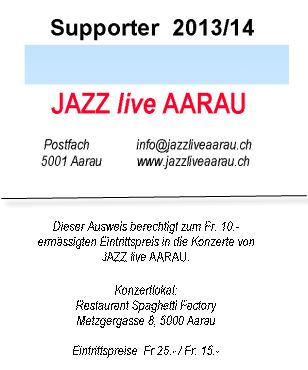 Supporter 2013/14
JAZZ live AARAU
Postfach info@jazzliveaarau.ch
5001 Aarau www.jazzliveaarau.ch
Dieser Ausweis berechtigt zum Fr. 10.-
ermässigten Eintrittspreis in die Konzerte von
JAZZ live AARAU.
Konzertlokal:
Restaurant Spaghetti Factory
Metzgergasse 8, 5000 Aarau
Eintrittspreise Fr 25.- / Fr. 15.-